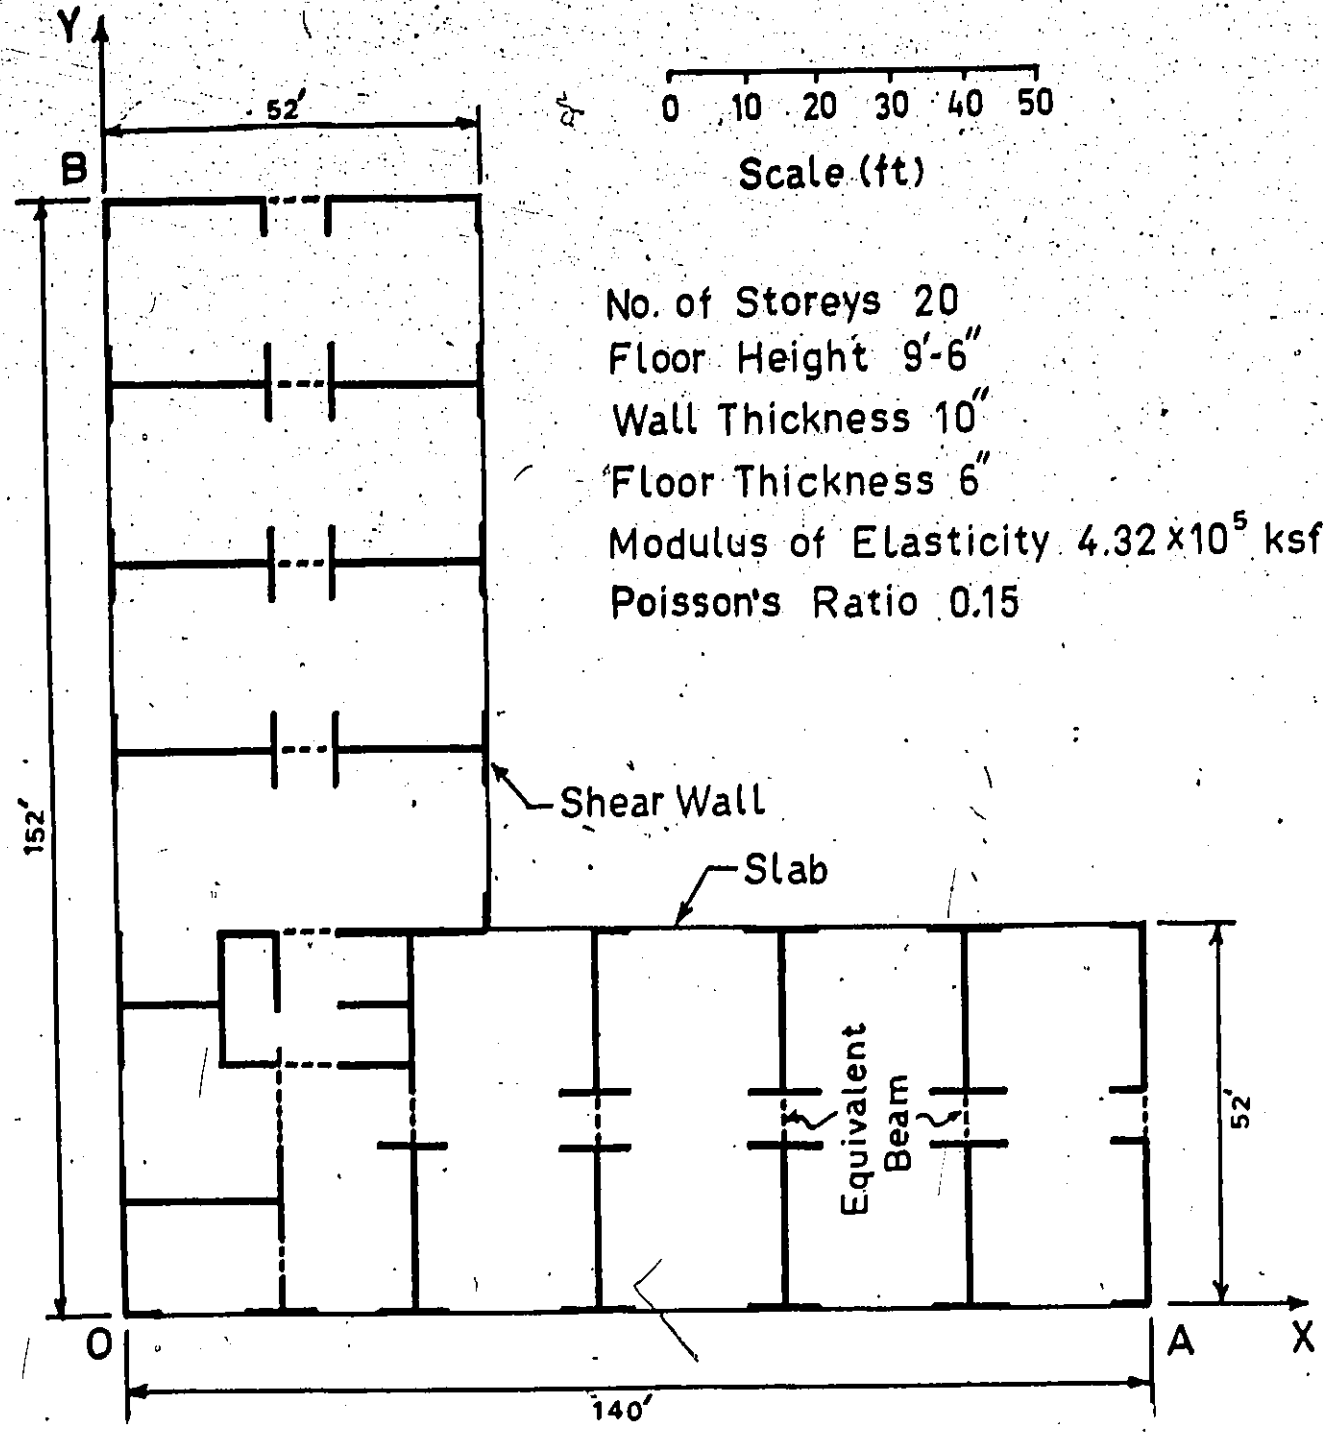 Y
52'
0 10 20 30 40 50
Scale (ft)
B
No. of Storeys 20
Floor Height 9'-6"
Wall Thickness 10"
Floor Thickness 6"
Modulus of Elasticity 4.32 x 10⁵ ksf
Poisson's Ratio 0.15
152'
Shear Wall
Slab
Equivalent
Beam
52'
O
A
X
140'